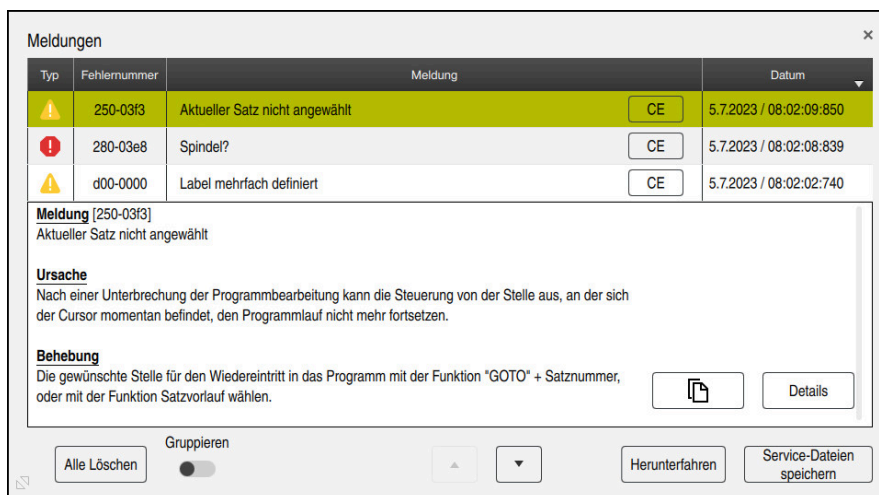 Meldungen
Typ Fehlernummer Meldung Datum
250-03f3 Aktueller Satz nicht angewählt CE 5.7.2023 / 08:02:09:850
280-03e8 Spindel? CE 5.7.2023 / 08:02:08:839
d00-0000 Label mehrfach definiert CE 5.7.2023 / 08:02:02:740
Meldung [250-03f3]
Aktueller Satz nicht angewählt
Ursache
Nach einer Unterbrechung der Programmbearbeitung kann die Steuerung von der Stelle aus, an der sich
der Cursor momentan befindet, den Programmlauf nicht mehr fortsetzen.
Behebung
Die gewünschte Stelle für den Wiedereintritt in das Programm mit der Funktion "GOTO" + Satznummer,
oder mit der Funktion Satzvorlauf wählen.
Details
Alle Löschen
Gruppieren
Herunterfahren
Service-Dateien
speichern